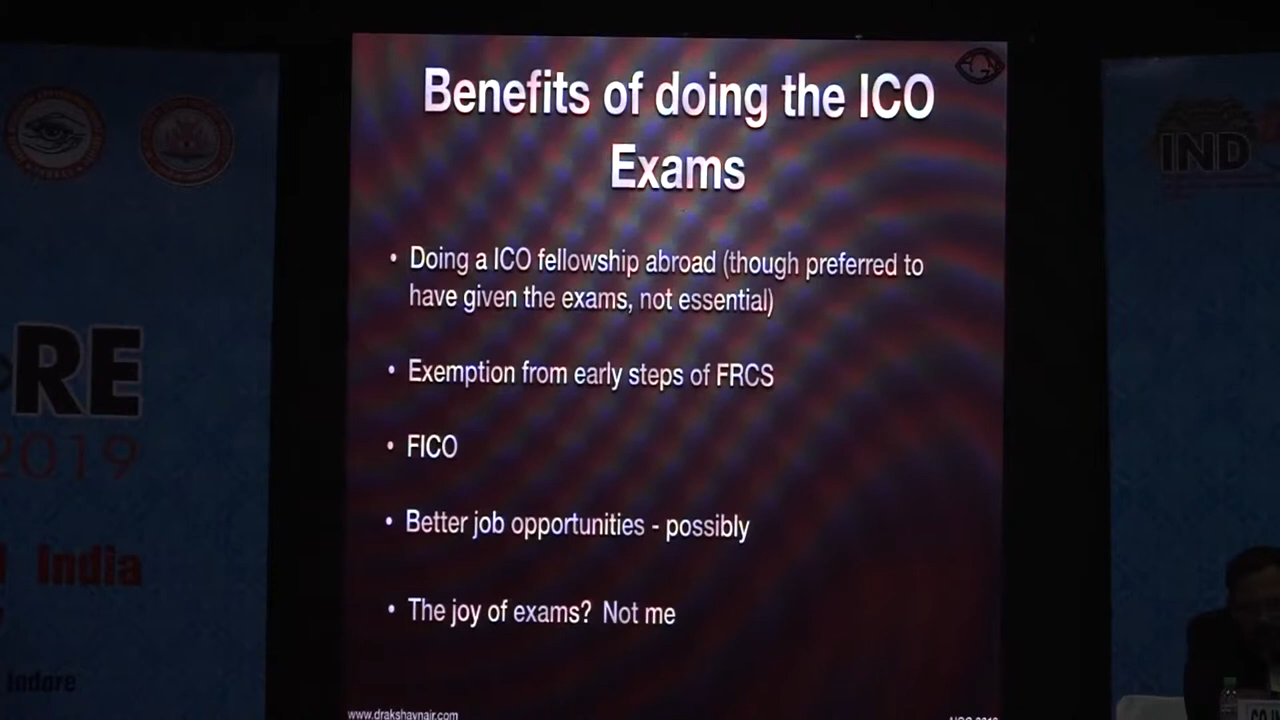 Benefits of doing the ICO
Exams
• Doing a ICO fellowship abroad (though preferred to
have given the exams, not essential)
• Exemption from early steps of FRCS
• FICO
• Better job opportunities - possibly
• The joy of exams? Not me
www.drakshaynair.com
RE
2019
India
Indore
IND